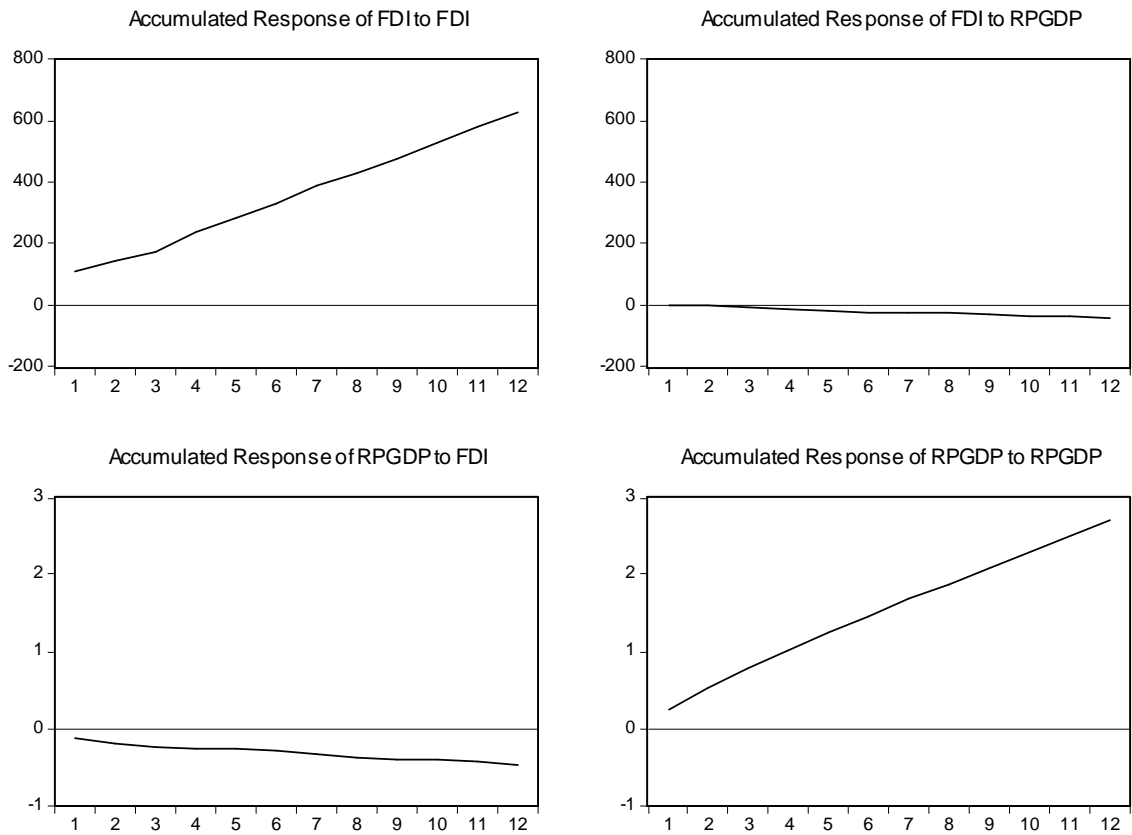 Accumulated Response of FDI to FDI
800
600
400
200
0
-200
1 2 3 4 5 6 7 8 9 10 11 12
Accumulated Response of FDI to RPGDP
800
600
400
200
0
-200
1 2 3 4 5 6 7 8 9 10 11 12
Accumulated Response of RPGDP to FDI
3
2
1
0
-1
1 2 3 4 5 6 7 8 9 10 11 12
Accumulated Response of RPGDP to RPGDP
3
2
1
0
-1
1 2 3 4 5 6 7 8 9 10 11 12